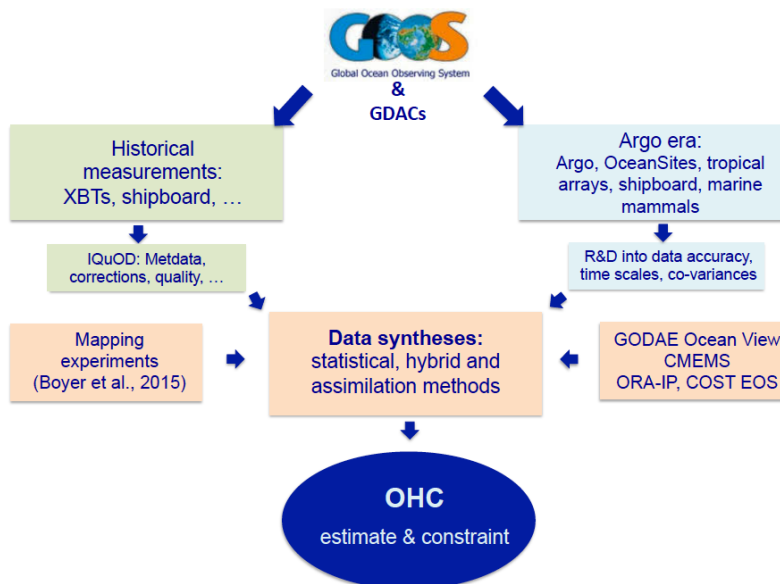 GOOS
Global Ocean Observing System
&
GDACs
Historical
measurements:
XBTs, shipboard, …
Argo era:
Argo, OceanSites, tropical
arrays, shipboard, marine
mammals
IQuOD: Metdata,
corrections, quality, …
R&D into data accuracy,
time scales, co-variances
Mapping
experiments
(Boyer et al., 2015)
Data syntheses:
statistical, hybrid and
assimilation methods
GODAE Ocean View
CMEMS
ORA-IP, COST EOS
OHC
estimate & constraint